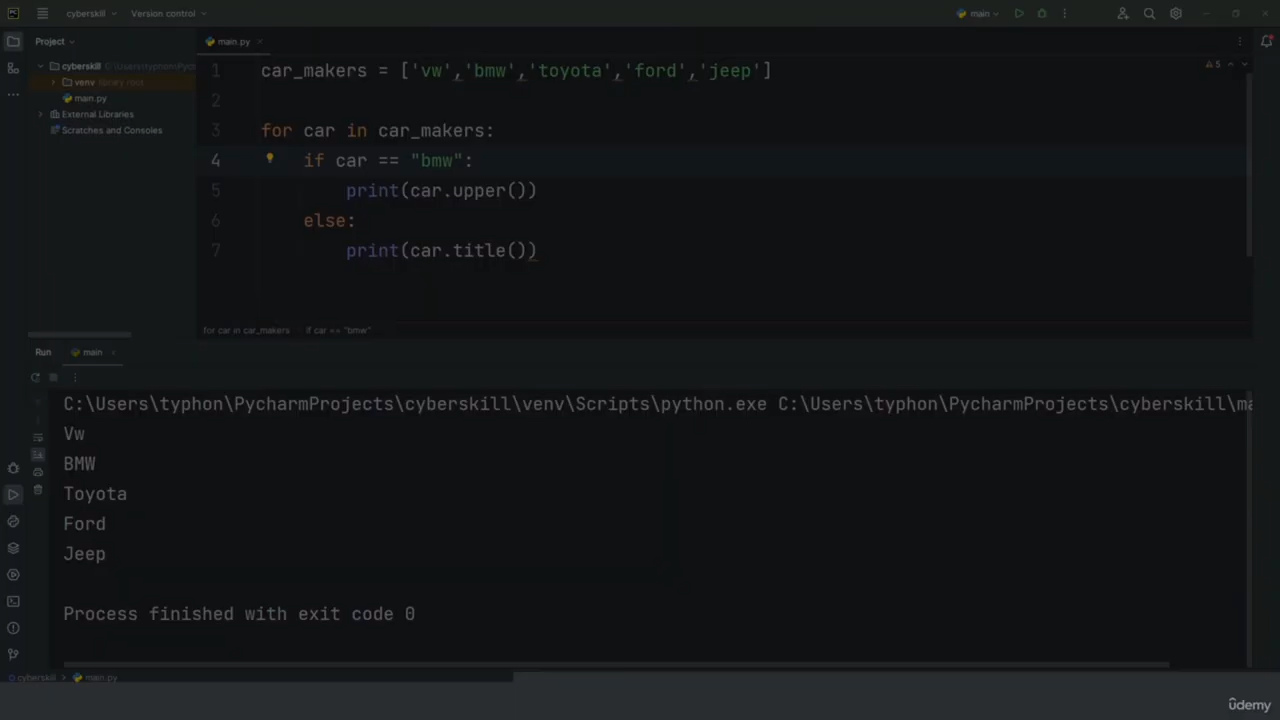 PC cyberskill Version control main
Project main.py
cyberskill C:\Users\typhon\Pyc
venv library root
main.py
External Libraries
Scratches and Consoles
5
1 car_makers = ['vw','bmw','toyota','ford','jeep']
2
3 for car in car_makers:
4 if car == "bmw":
5 print(car.upper())
6 else:
7 print(car.title())
for car in car_makers if car == "bmw"
Run main
C:\Users\typhon\PycharmProjects\cyberskill\venv\Scripts\python.exe C:\Users\typhon\PycharmProjects\cyberskill\ma
Vw
BMW
Toyota
Ford
Jeep
Process finished with exit code 0
cyberskill > main.py
ûdemy